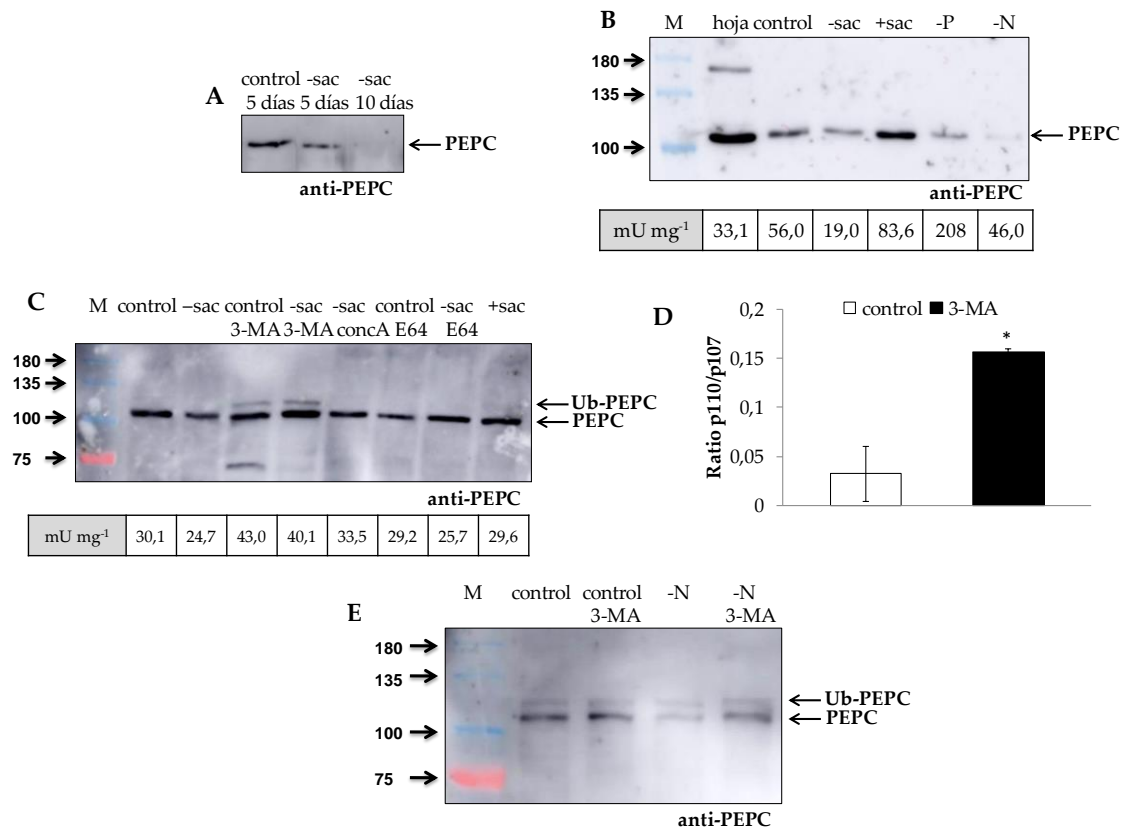 A
control -sac -sac
5 días 5 días 10 días
PEPC
anti-PEPC
B
M hoja control -sac +sac -P -N
180
135
100
PEPC
anti-PEPC
mU mg-1 33,1 56,0 19,0 83,6 208 46,0
C
M control –sac control -sac -sac control -sac +sac
3-MA 3-MA concA E64 E64
180
135
100
75
Ub-PEPC
PEPC
anti-PEPC
mU mg-1 30,1 24,7 43,0 40,1 33,5 29,2 25,7 29,6
D
control 3-MA
Ratio p110/p107
0,2
0,15
0,1
0,05
0
*
E
M control control -N -N
3-MA 3-MA
180
135
100
75
Ub-PEPC
PEPC
anti-PEPC